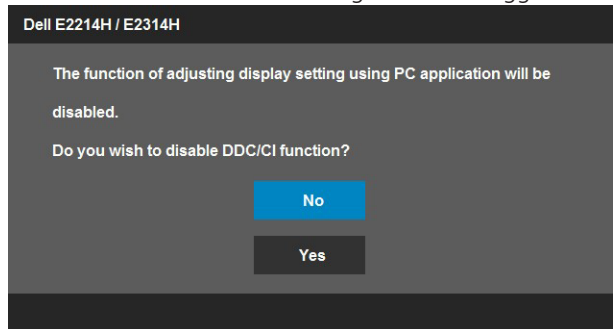 Dell E2214H / E2314H
The function of adjusting display setting using PC application will be
disabled.
Do you wish to disable DDC/CI function?
No
Yes